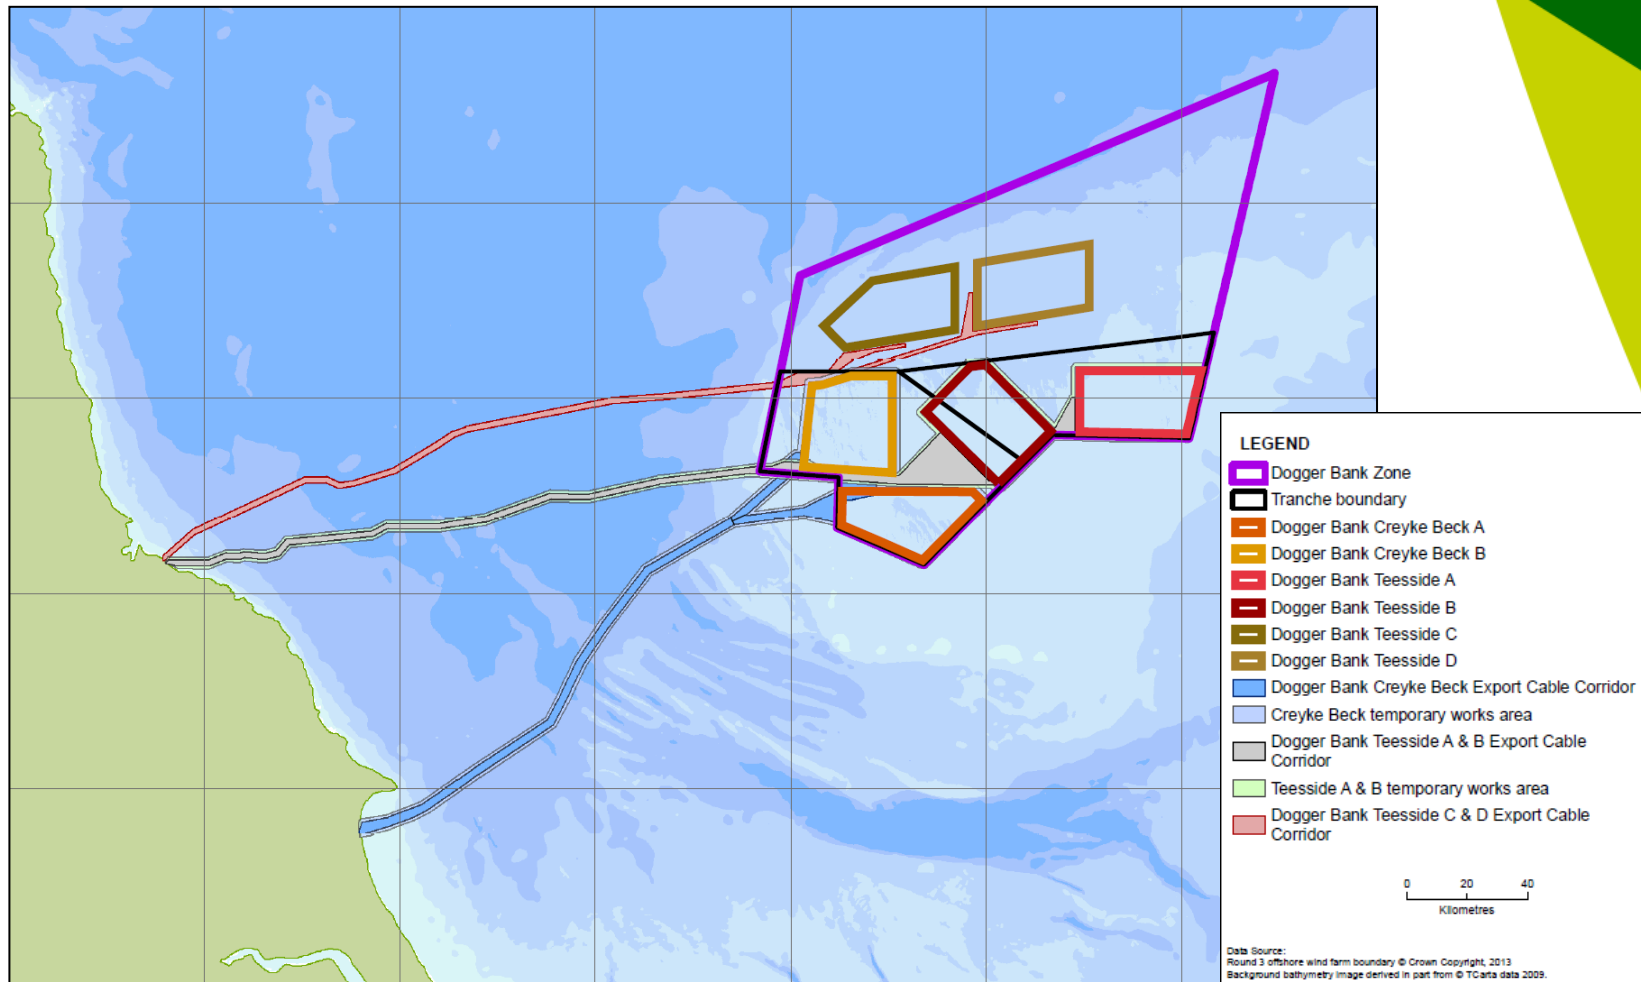 LEGEND
Dogger Bank Zone
Tranche boundary
Dogger Bank Creyke Beck A
Dogger Bank Creyke Beck B
Dogger Bank Teesside A
Dogger Bank Teesside B
Dogger Bank Teesside C
Dogger Bank Teesside D
Dogger Bank Creyke Beck Export Cable Corridor
Creyke Beck temporary works area
Dogger Bank Teesside A & B Export Cable
Corridor
Teesside A & B temporary works area
Dogger Bank Teesside C & D Export Cable
Corridor
0 20 40
Kilometres
Data Source:
Round 3 offshore wind farm boundary © Crown Copyright, 2013
Background bathymetry image derived in part from © TCarta data 2009.